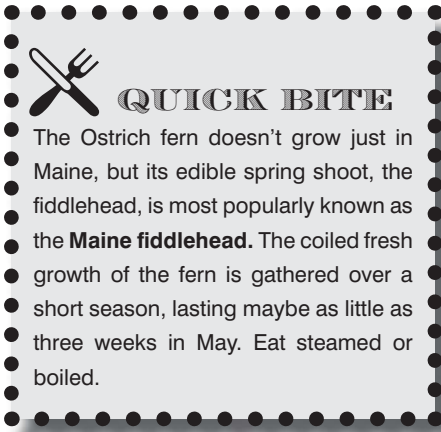 QUICK BITE
The Ostrich fern doesn't grow just in
Maine, but its edible spring shoot, the
fiddlehead, is most popularly known as
the Maine fiddlehead. The coiled fresh
growth of the fern is gathered over a
short season, lasting maybe as little as
three weeks in May. Eat steamed or
boiled.